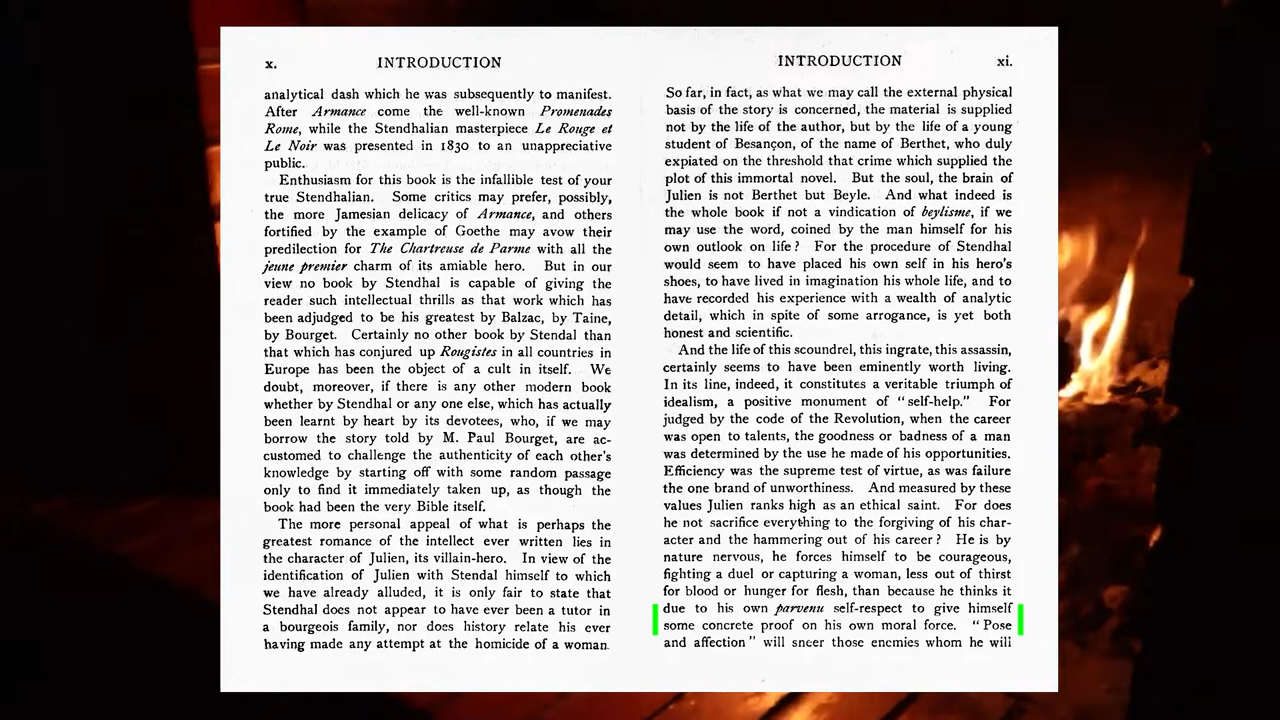 x. INTRODUCTION
analytical dash which he was subsequently to manifest.
After Armance come the well-known Promenades
Rome, while the Stendhalian masterpiece Le Rouge et
Le Noir was presented in 1830 to an unappreciative
public.
Enthusiasm for this book is the infallible test of your
true Stendhalian. Some critics may prefer, possibly,
the more Jamesian delicacy of Armance, and others
fortified by the example of Goethe may avow their
predilection for The Chartreuse de Parme with all the
jeune premier charm of its amiable hero. But in our
view no book by Stendhal is capable of giving the
reader such intellectual thrills as that work which has
been adjudged to be his greatest by Balzac, by Taine,
by Bourget. Certainly no other book by Stendal than
that which has conjured up Rougistes in all countries in
Europe has been the object of a cult in itself. We
doubt, moreover, if there is any other modern book
whether by Stendhal or any one else, which has actually
been learnt by heart by its devotees, who, if we may
borrow the story told by M. Paul Bourget, are ac-
customed to challenge the authenticity of each other's
knowledge by starting off with some random passage
only to find it immediately taken up, as though the
book had been the very Bible itself.
The more personal appeal of what is perhaps the
greatest romance of the intellect ever written lies in
the character of Julien, its villain-hero. In view of the
identification of Julien with Stendal himself to which
we have already alluded, it is only fair to state that
Stendhal does not appear to have ever been a tutor in
a bourgeois family, nor does history relate his ever
having made any attempt at the homicide of a woman.
INTRODUCTION xi.
So far, in fact, as what we may call the external physical
basis of the story is concerned, the material is supplied
not by the life of the author, but by the life of a young
student of Besançon, of the name of Berthet, who duly
expiated on the threshold that crime which supplied the
plot of this immortal novel. But the soul, the brain of
Julien is not Berthet but Beyle. And what indeed is
the whole book if not a vindication of beylisme, if we
may use the word, coined by the man himself for his
own outlook on life? For the procedure of Stendhal
would seem to have placed his own self in his hero's
shoes, to have lived in imagination his whole life, and to
have recorded his experience with a wealth of analytic
detail, which in spite of some arrogance, is yet both
honest and scientific.
And the life of this scoundrel, this ingrate, this assassin,
certainly seems to have been eminently worth living.
In its line, indeed, it constitutes a veritable triumph of
idealism, a positive monument of "self-help." For
judged by the code of the Revolution, when the career
was open to talents, the goodness or badness of a man
was determined by the use he made of his opportunities.
Efficiency was the supreme test of virtue, as was failure
the one brand of unworthiness. And measured by these
values Julien ranks high as an ethical saint. For does
he not sacrifice everything to the forgiving of his char-
acter and the hammering out of his career? He is by
nature nervous, he forces himself to be courageous,
fighting a duel or capturing a woman, less out of thirst
for blood or hunger for flesh, than because he thinks it
due to his own parvenu self-respect to give himself
some concrete proof on his own moral force. "Pose
and affection" will sneer those enemies whom he will